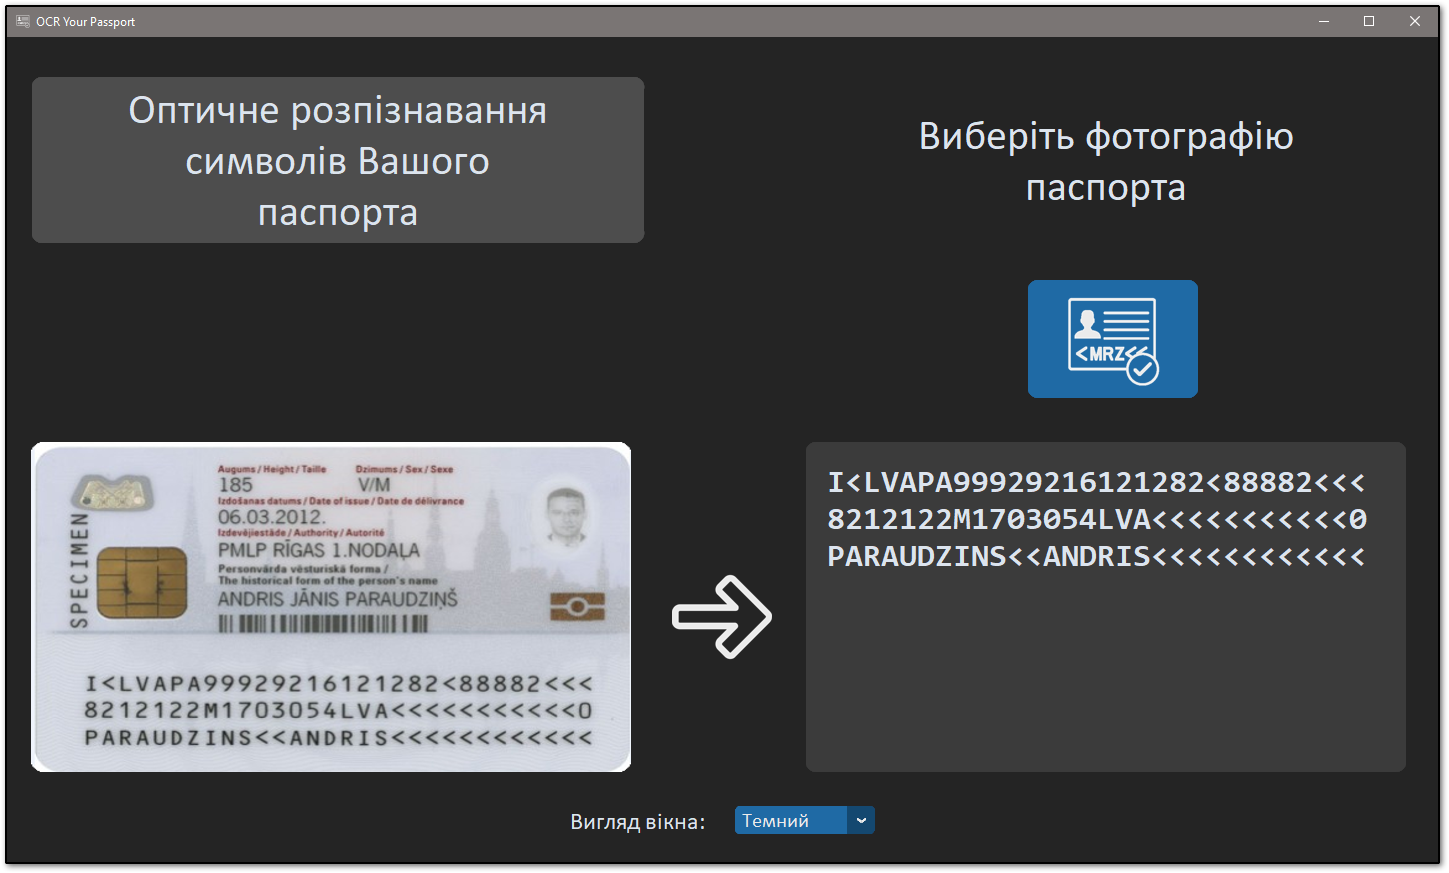 OCR Your Passport
Оптичне розпізнавання
символів Вашого
паспорта
Виберіть фотографію
паспорта
<MRZ<<
SPECIMEN
Augums / Height / Taille Dzimums / Sex / Sexe
185 V/M
Izdošanas datums / Date of issue / Date de délivrance
06.03.2012.
Izdevējiestāde / Authority / Autorité
PMLP RĪGAS 1.NODAĻA
Personvārda vēsturiskā forma /
The historical form of the person's name
ANDRIS JĀNIS PARAUDZIŅŠ
I<LVAPA99929216121282<88882<<<
8212122M1703054LVA<<<<<<<<<<<0
PARAUDZINS<<ANDRIS<<<<<<<<<<<<
I<LVAPA99929216121282<88882<<<
8212122M1703054LVA<<<<<<<<<<<0
PARAUDZINS<<ANDRIS<<<<<<<<<<<<
Вигляд вікна: Темний